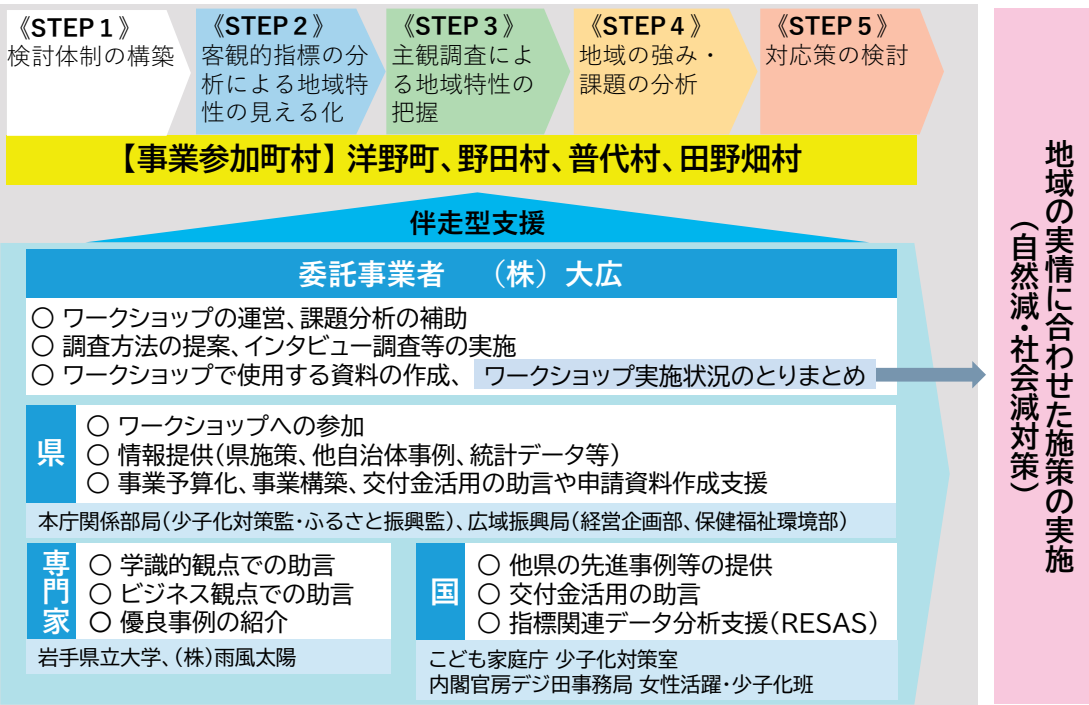 《STEP1》
検討体制の構築
《STEP2》
客観的指標の分
析による地域特
性の見える化
《STEP3》
主観調査によ
る地域特性の
把握
《STEP4》
地域の強み・
課題の分析
《STEP5》
対応策の検討
【事業参加町村】洋野町、野田村、普代村、田野畑村
伴走型支援
委託事業者　（株）大広
○ ワークショップの運営、課題分析の補助
○ 調査方法の提案、インタビュー調査等の実施
○ ワークショップで使用する資料の作成、 ワークショップ実施状況のとりまとめ
県
○ ワークショップへの参加
○ 情報提供(県施策、他自治体事例、統計データ等)
○ 事業予算化、事業構築、交付金活用の助言や申請資料作成支援
本庁関係部局(少子化対策監・ふるさと振興監)、広域振興局(経営企画部、保健福祉環境部)
専門家
○ 学識的観点での助言
○ ビジネス観点での助言
○ 優良事例の紹介
岩手県立大学、(株)雨風太陽
国
○ 他県の先進事例等の提供
○ 交付金活用の助言
○ 指標関連データ分析支援(RESAS)
こども家庭庁 少子化対策室
内閣官房デジ田事務局 女性活躍・少子化班
地域の実情に合わせた施策の実施
(自然減・社会減対策)